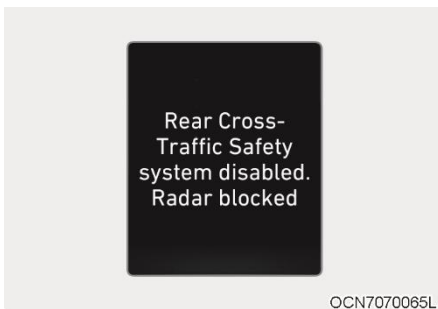 Rear Cross-
Traffic Safety
system disabled.
Radar blocked
OCN7070065L